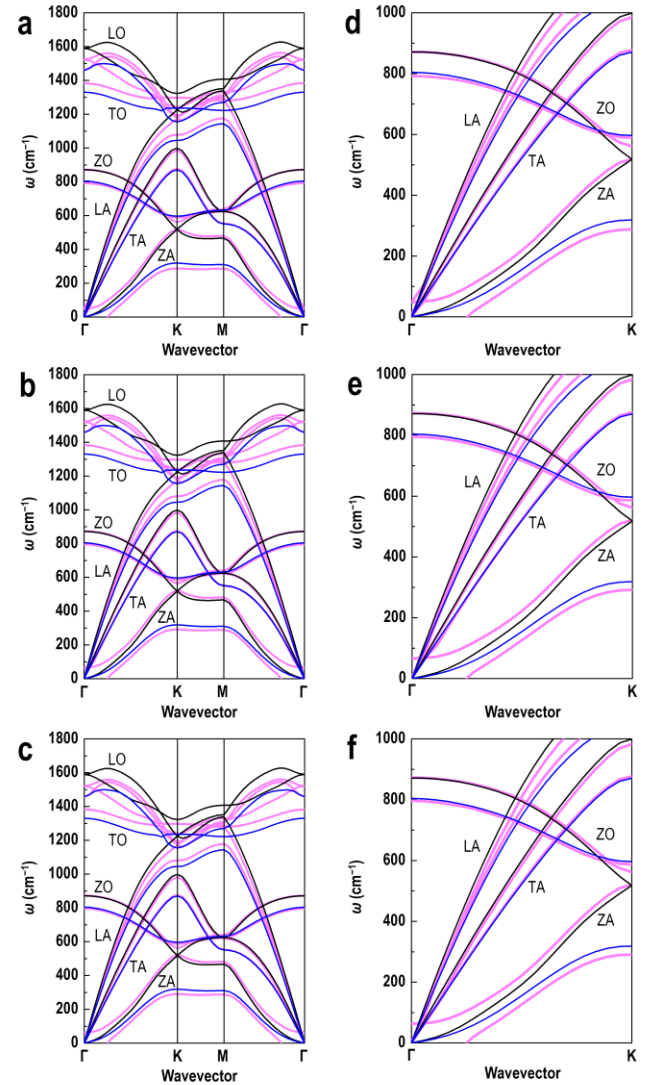 a
1800
1600
1400
1200
1000
800
600
400
200
0
ω (cm⁻¹)
LO
TO
ZO
LA
TA
ZA
Γ K M Γ
Wavevector
d
1000
800
600
400
200
0
ω (cm⁻¹)
LA
TA
ZO
ZA
Γ K
Wavevector
b
1800
1600
1400
1200
1000
800
600
400
200
0
ω (cm⁻¹)
LO
TO
ZO
LA
TA
ZA
Γ K M Γ
Wavevector
e
1000
800
600
400
200
0
ω (cm⁻¹)
LA
TA
ZO
ZA
Γ K
Wavevector
c
1800
1600
1400
1200
1000
800
600
400
200
0
ω (cm⁻¹)
LO
TO
ZO
LA
TA
ZA
Γ K M Γ
Wavevector
f
1000
800
600
400
200
0
ω (cm⁻¹)
LA
TA
ZO
ZA
Γ K
Wavevector